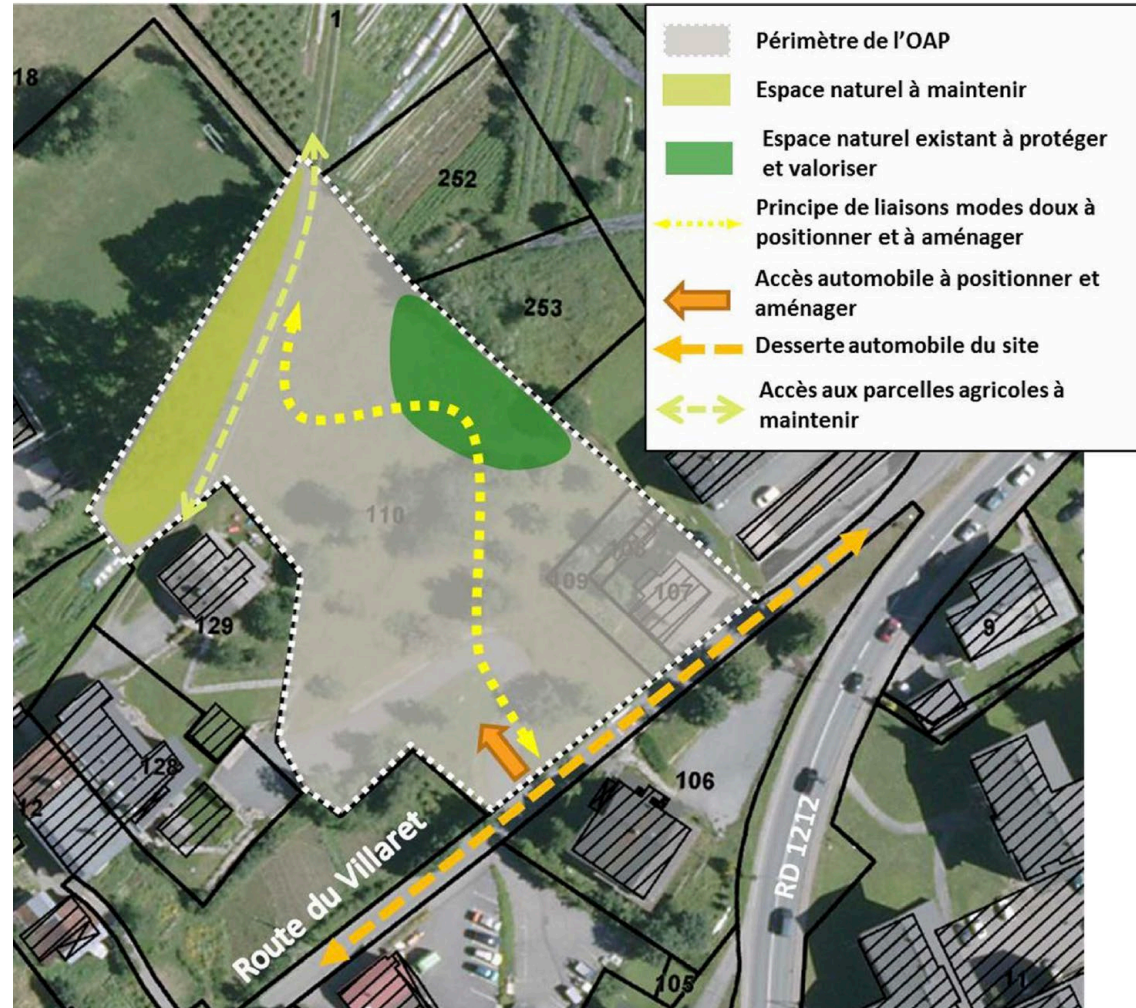 Périmètre de l’OAP
Espace naturel à maintenir
Espace naturel existant à protéger
et valoriser
Principe de liaisons modes doux à
positionner et à aménager
Accès automobile à positionner et
aménager
Desserte automobile du site
Accès aux parcelles agricoles à
maintenir
1
18
252
253
110
109
107
129
9
128
12
106
Route du Villaret
RD 1212
105
11